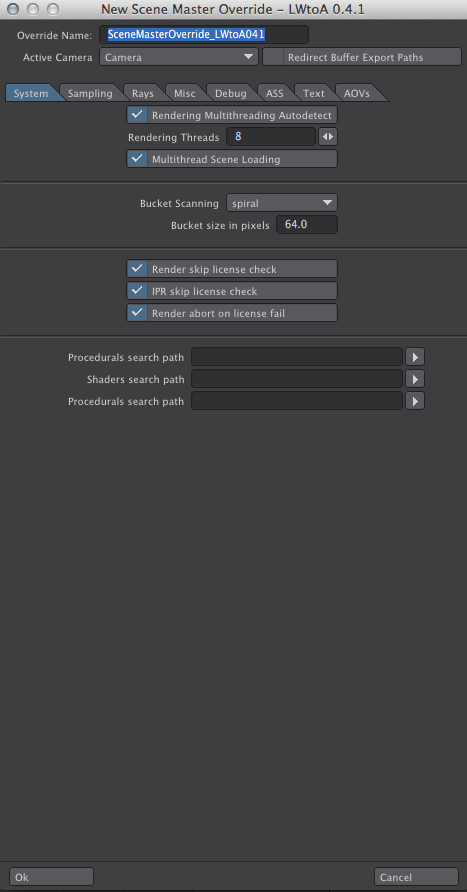 New Scene Master Override – LWtoA 0.4.1
Override Name: SceneMasterOverride_LWtoA041
Active Camera Camera Redirect Buffer Export Paths
System Sampling Rays Misc Debug ASS Text AOVs
Rendering Multithreading Autodetect
Rendering Threads 8
Multithread Scene Loading
Bucket Scanning spiral
Bucket size in pixels 64.0
Render skip license check
IPR skip license check
Render abort on license fail
Procedurals search path
Shaders search path
Procedurals search path
Ok Cancel